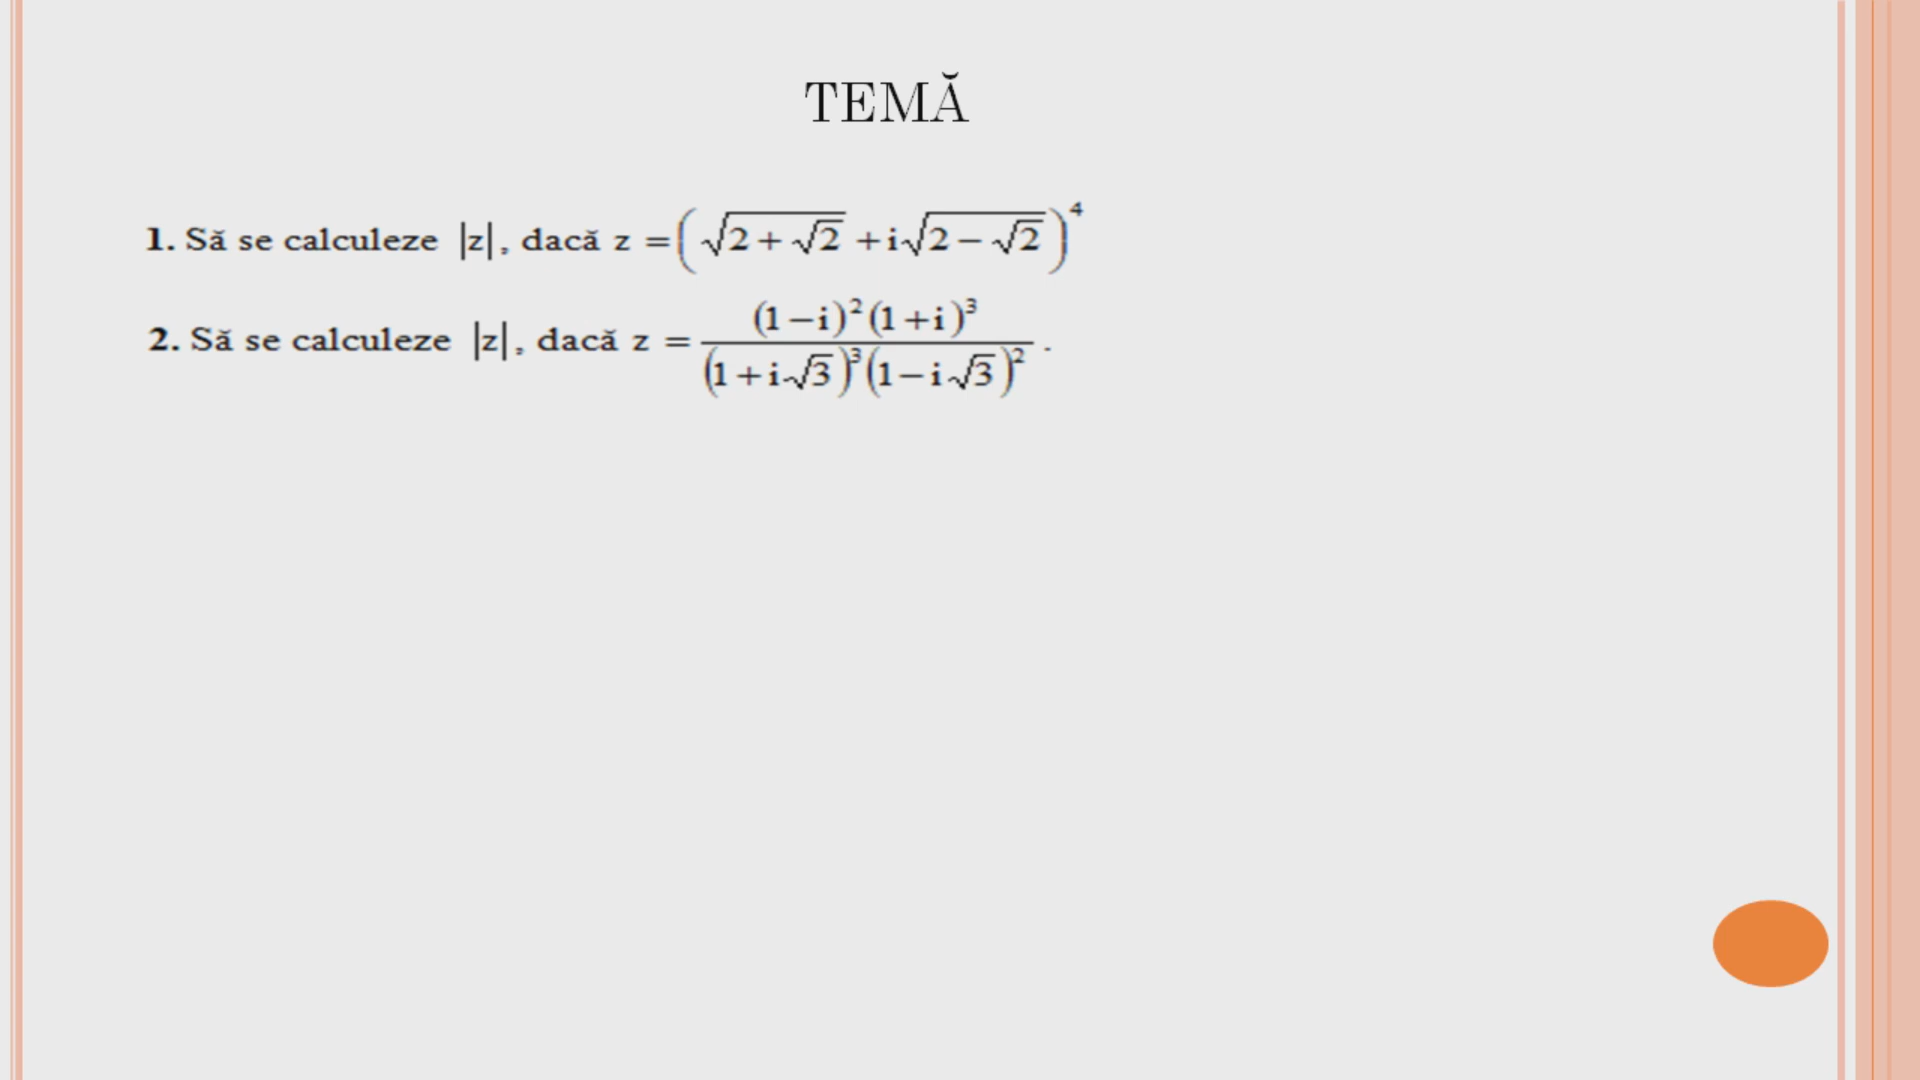 TEMĂ
1. Să se calculeze |z|, dacă z = (√(2+√2) + i√(2−√2))⁴
2. Să se calculeze |z|, dacă z = (1−i)²(1+i)³ / (1+i√3)³(1−i√3)² .